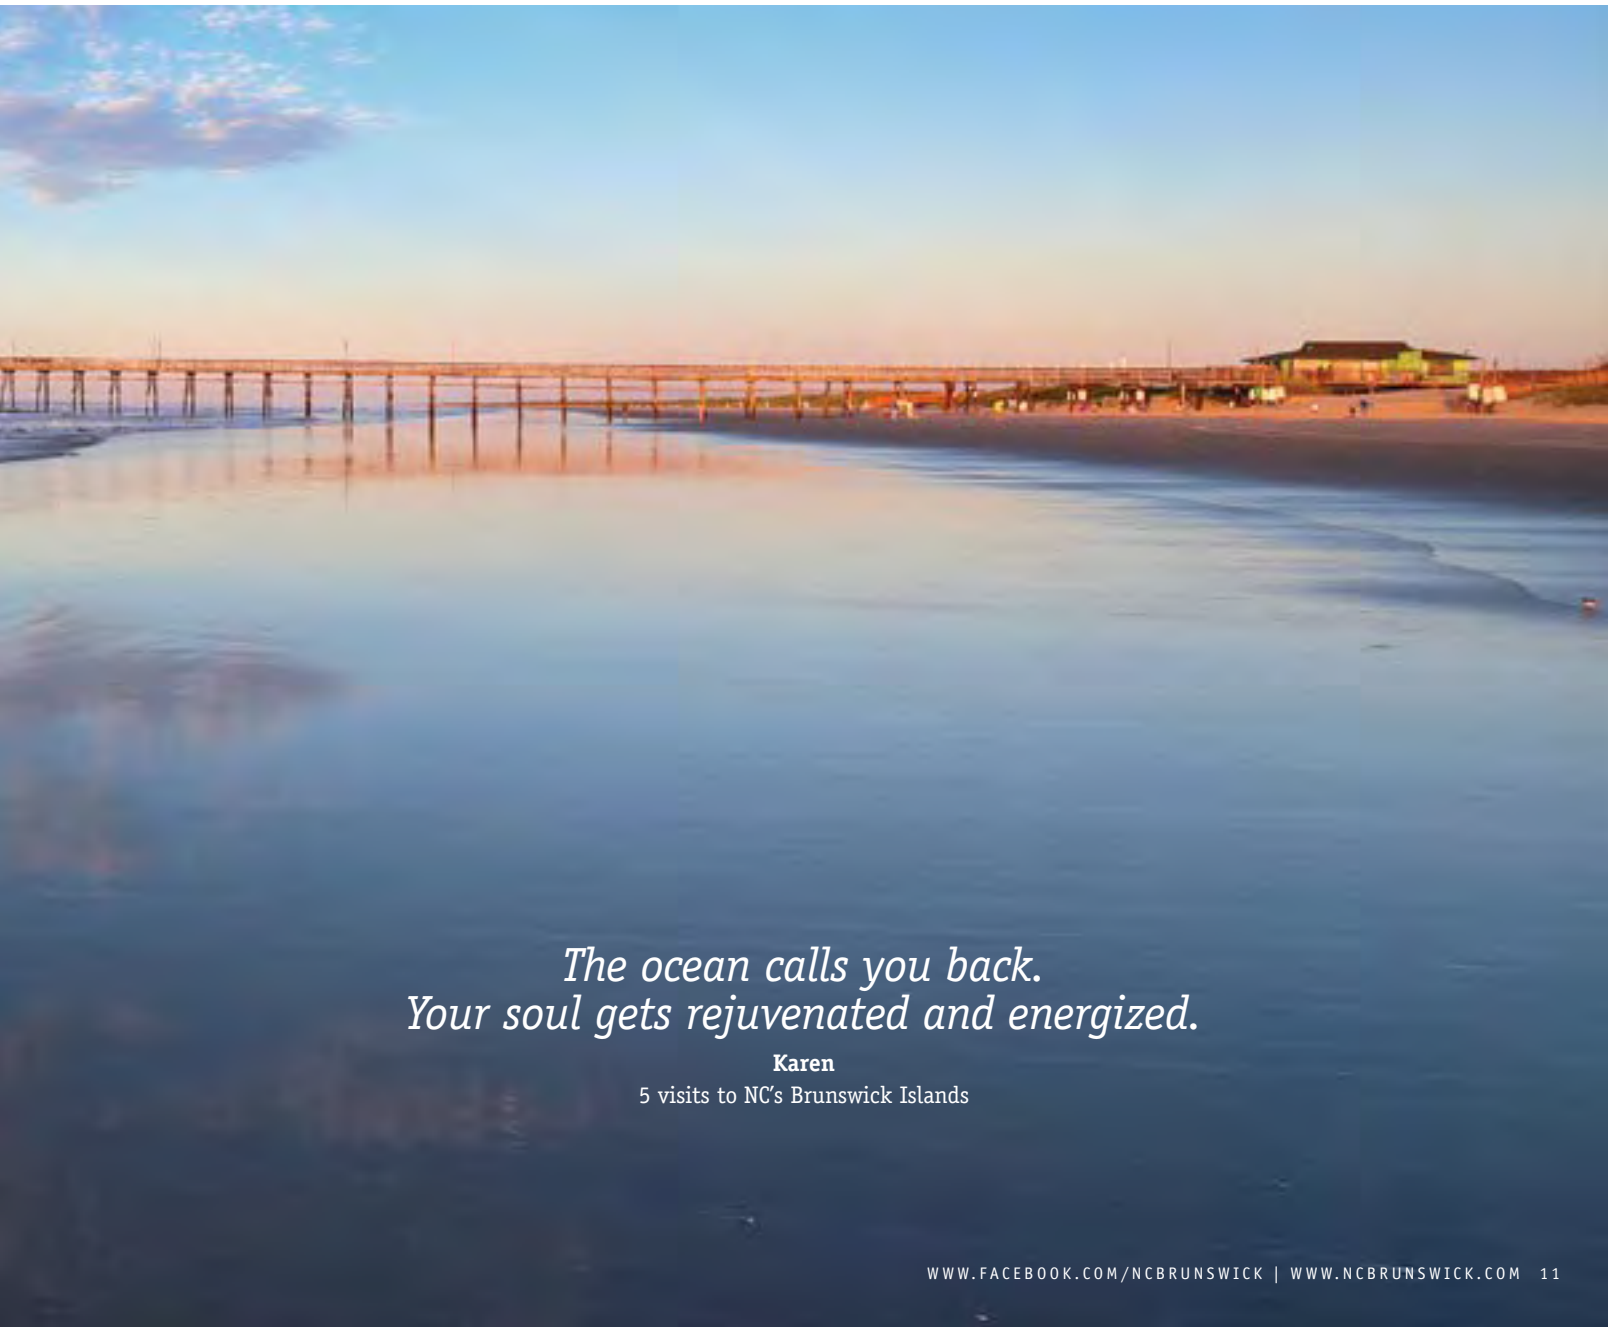 The ocean calls you back.
Your soul gets rejuvenated and energized.
Karen
5 visits to NC's Brunswick Islands
WWW.FACEBOOK.COM/NCBRUNSWICK | WWW.NCBRUNSWICK.COM 11